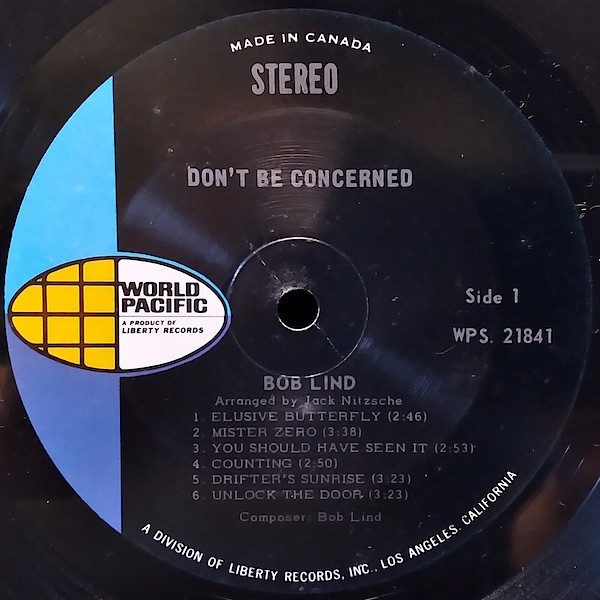 MADE IN CANADA
STEREO
DON'T BE CONCERNED
WORLD
PACIFIC
A PRODUCT OF
LIBERTY RECORDS
Side 1
WPS. 21841
BOB LIND
Arranged by Jack Nitzsche
1. ELUSIVE BUTTERFLY (2:46)
2. MISTER ZERO (3:38)
3. YOU SHOULD HAVE SEEN IT (2:53)
4. COUNTING (2:50)
5. DRIFTER'S SUNRISE (3:23)
6. UNLOCK THE DOOR (3:23)
Composer: Bob Lind
A DIVISION OF LIBERTY RECORDS, INC., LOS ANGELES, CALIFORNIA